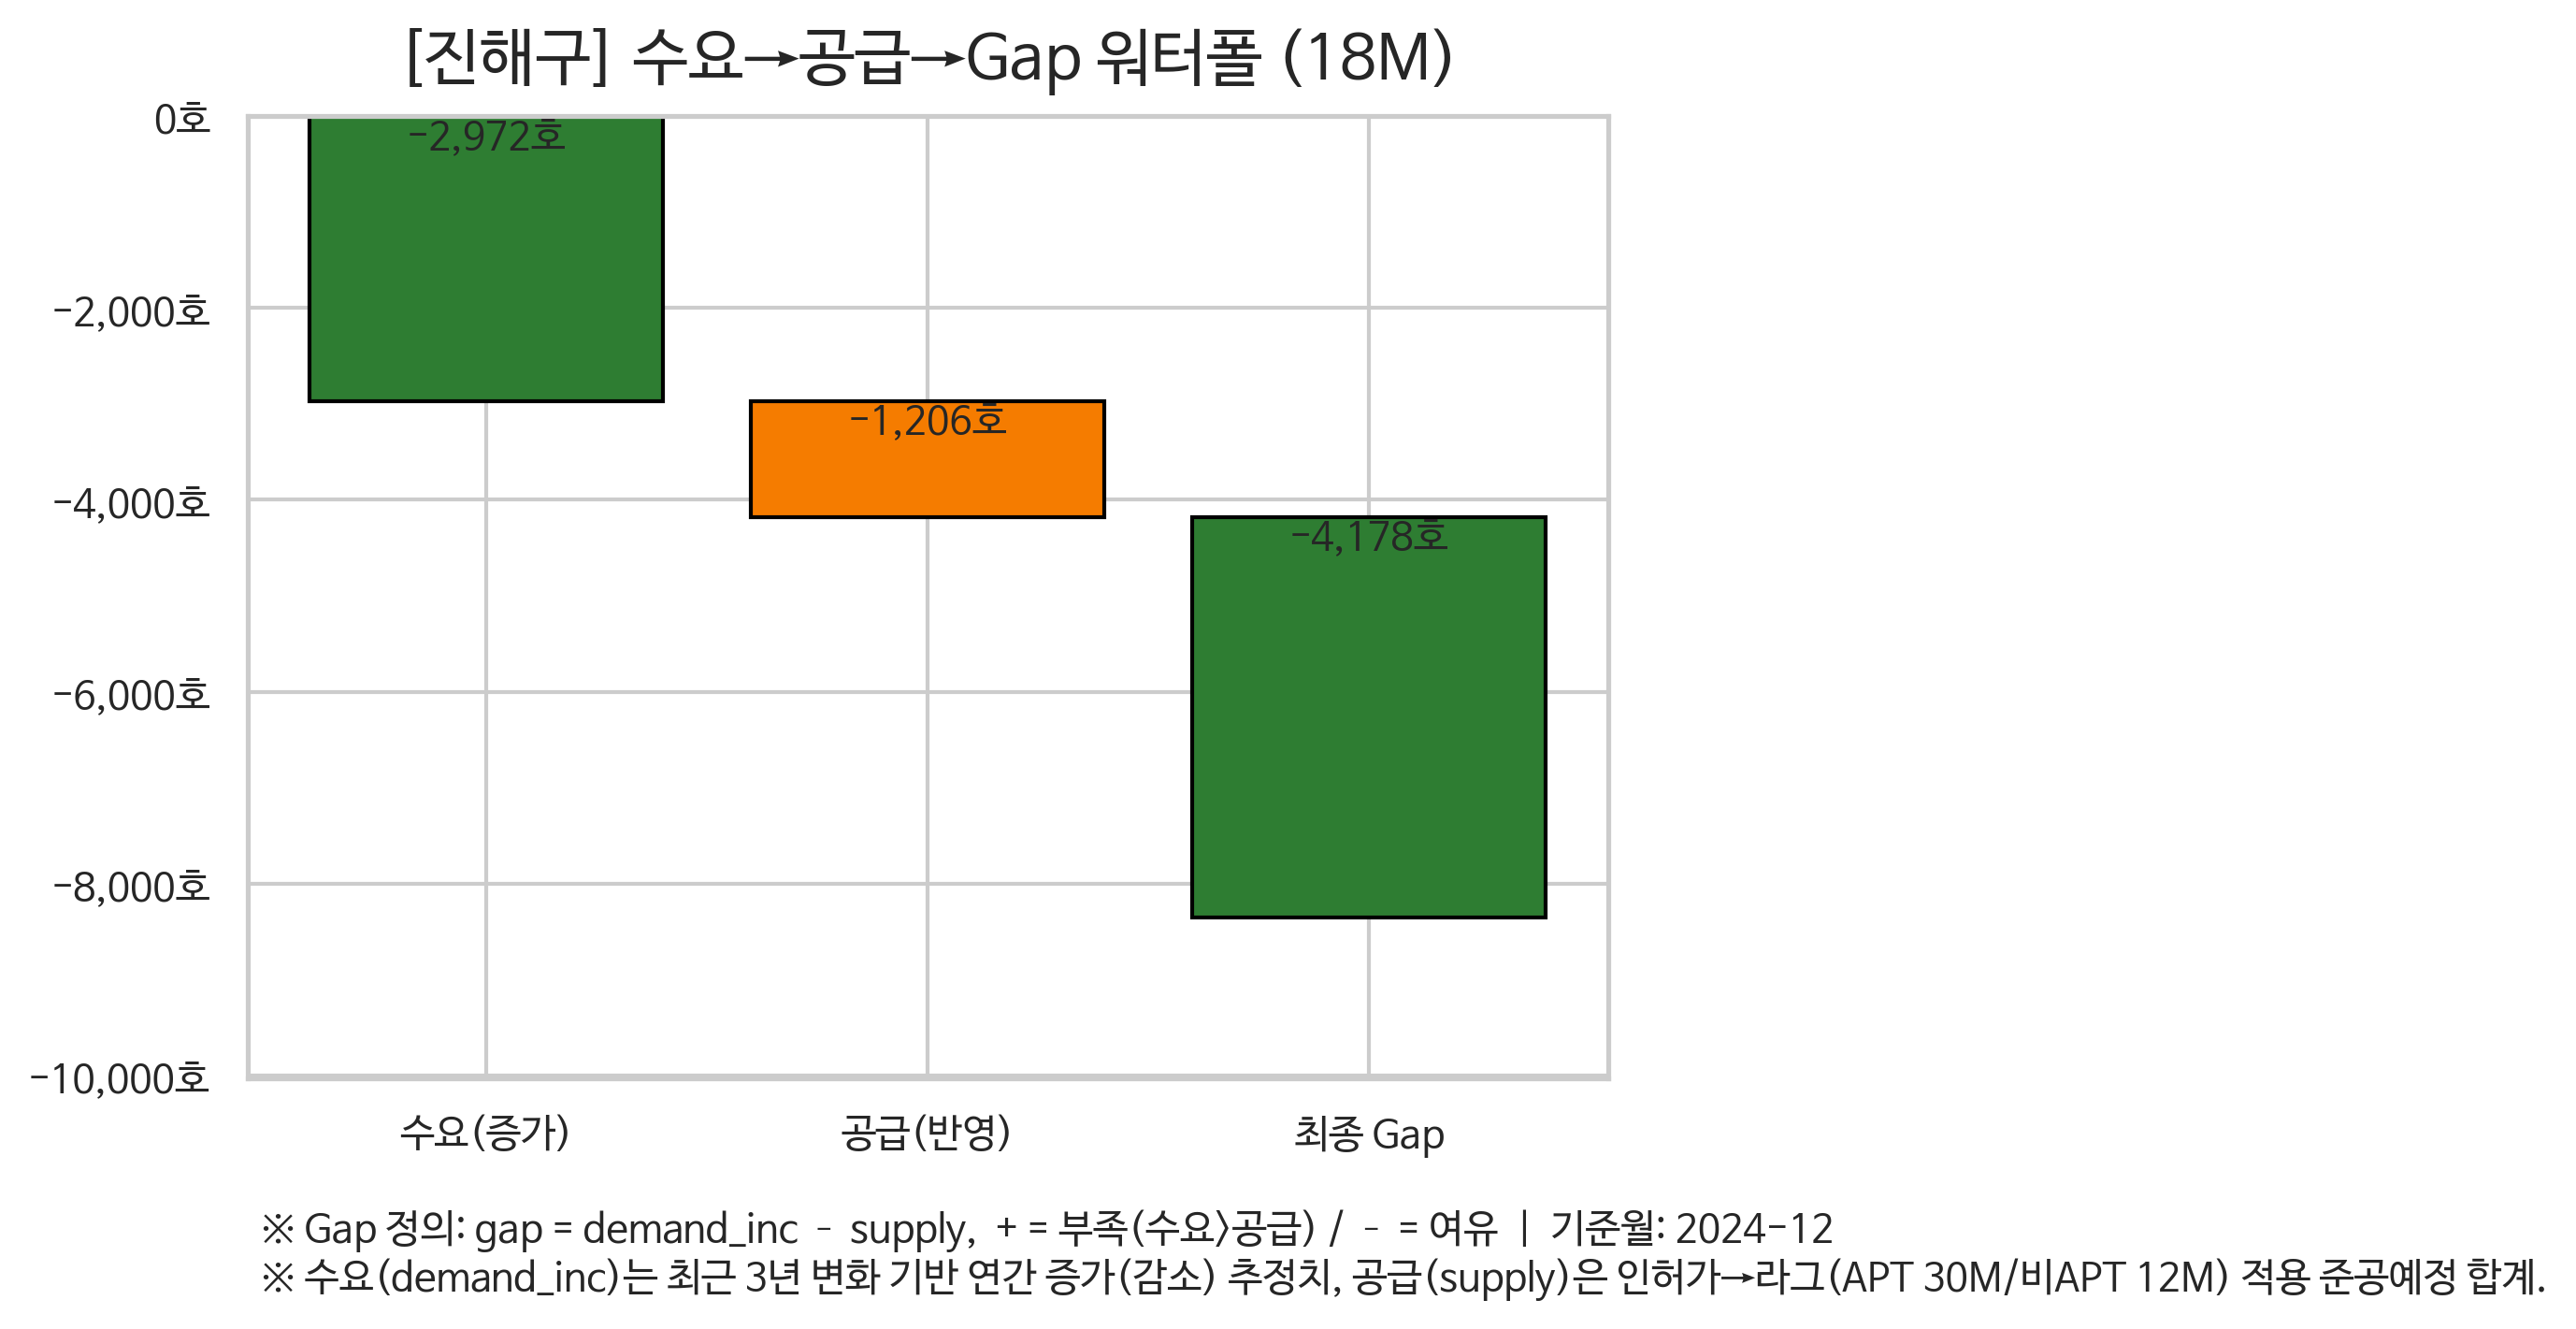 [진해구] 수요→공급→Gap 워터폴 (18M)
0호
-2,000호
-4,000호
-6,000호
-8,000호
-10,000호
-2,972호
-1,206호
-4,178호
수요(증가)
공급(반영)
최종 Gap
※ Gap 정의: gap = demand_inc - supply, + = 부족(수요>공급) / - = 여유 | 기준월: 2024-12
※ 수요(demand_inc)는 최근 3년 변화 기반 연간 증가(감소) 추정치, 공급(supply)은 인허가→라그(APT 30M/비APT 12M) 적용 준공예정 합계.